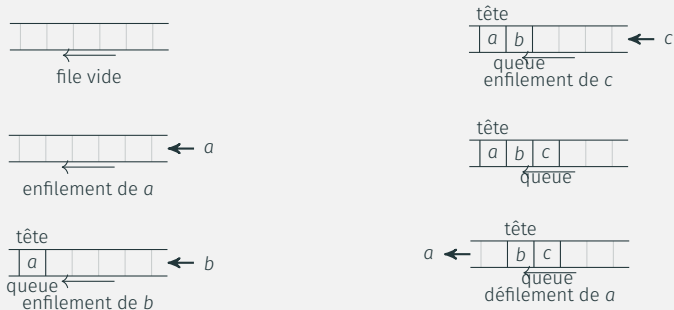 file vide
a
enfilement de a
tête
a
b
queue
enfilement de b
tête
a b
c
queue
enfilement de c
tête
a b c
queue
tête
a
b c
queue
défilement de a